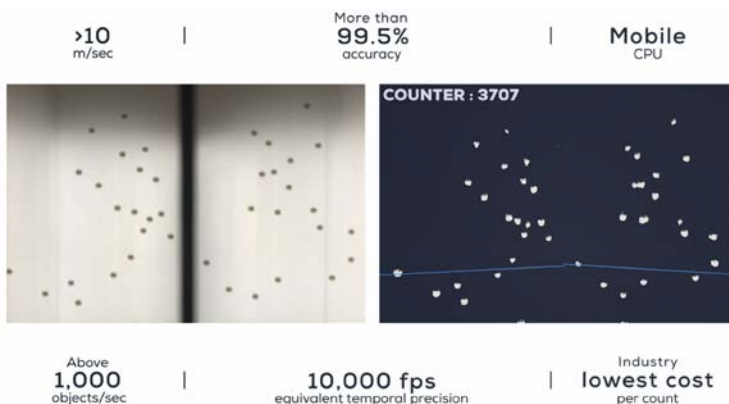 >10
m/sec
More than
99.5%
accuracy
Mobile
CPU
COUNTER : 3707
Above
1,000
objects/sec
10,000 fps
equivalent temporal precision
Industry
lowest cost
per count